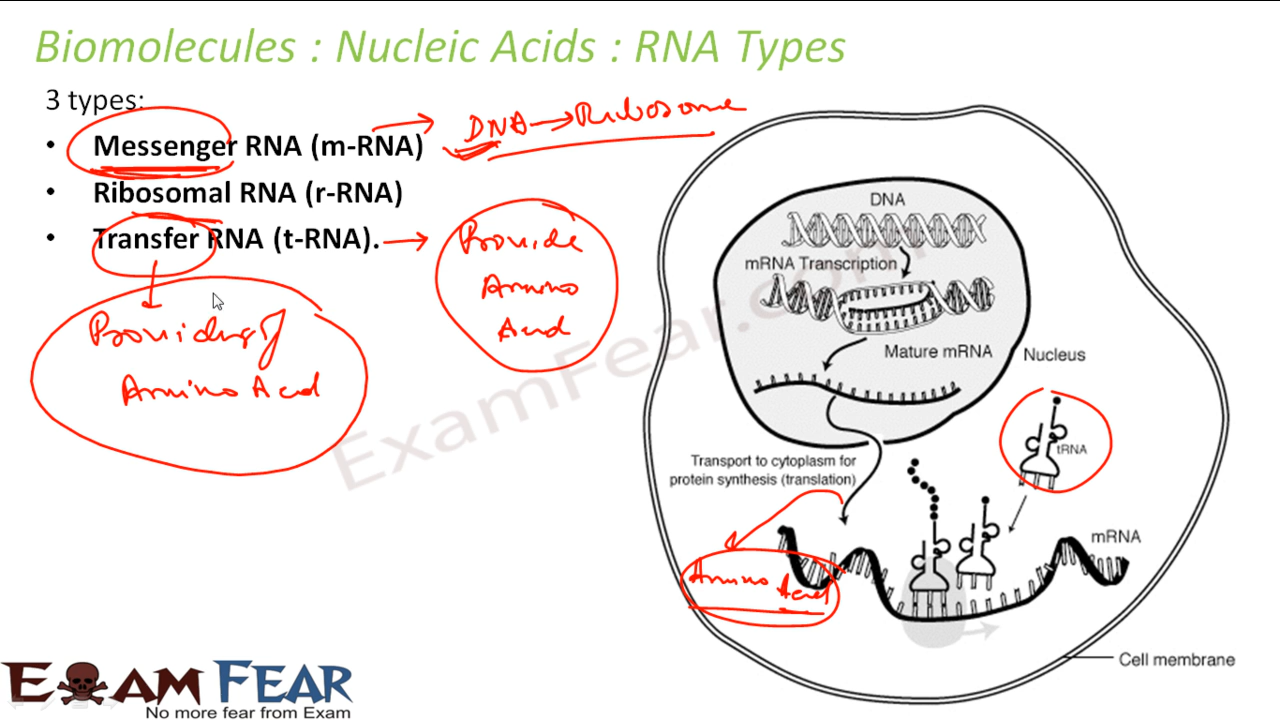 Biomolecules : Nucleic Acids : RNA Types
3 types:
• Messenger RNA (m-RNA)
DNA → Ribosome
• Ribosomal RNA (r-RNA)
• Transfer RNA (t-RNA).
Provide
Amino
Acid
Amino Acid
DNA
mRNA Transcription
Mature mRNA
Nucleus
tRNA
Transport to cytoplasm for
protein synthesis (translation)
mRNA
Amino Acid
Cell membrane
ExamFear.com
EXAM FEAR
No more fear from Exam